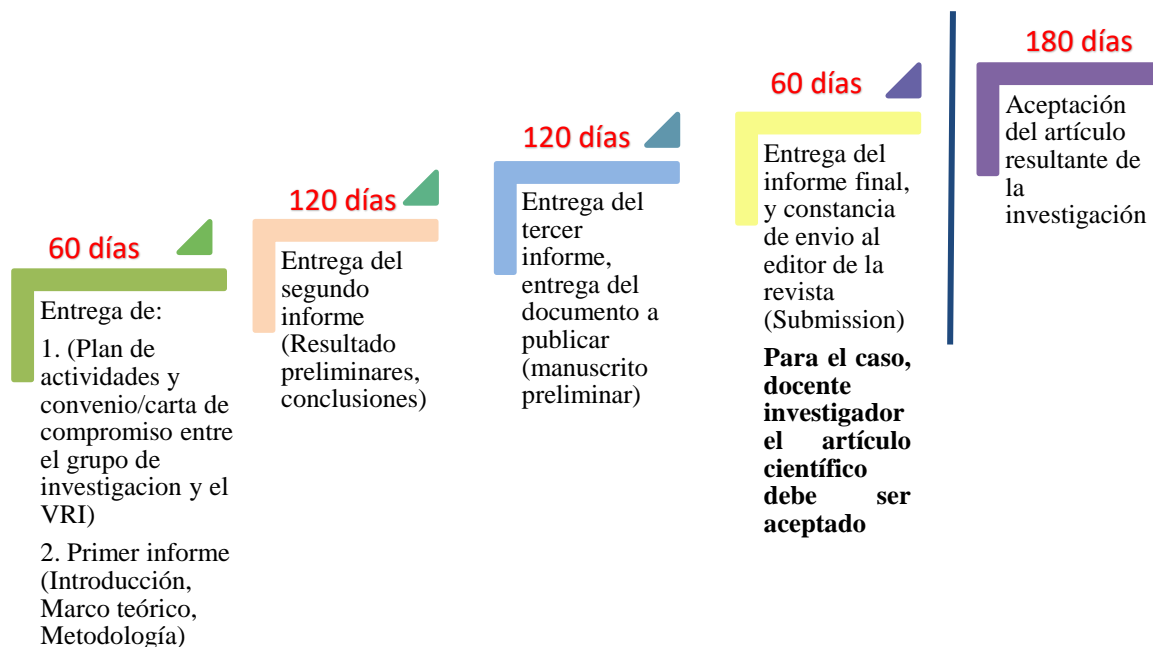 60 días
Entrega de:
1. (Plan de
actividades y
convenio/carta de
compromiso entre
el grupo de
investigacion y el
VRI)
2. Primer informe
(Introducción,
Marco teórico,
Metodología)
120 días
Entrega del
segundo
informe
(Resultado
preliminares,
conclusiones)
120 días
Entrega del
tercer
informe,
entrega del
documento a
publicar
(manuscrito
preliminar)
60 días
Entrega del
informe final,
y constancia
de envio al
editor de la
revista
(Submission)
Para el caso,
docente
investigador
el artículo
científico
debe ser
aceptado
180 días
Aceptación
del artículo
resultante de
la
investigación